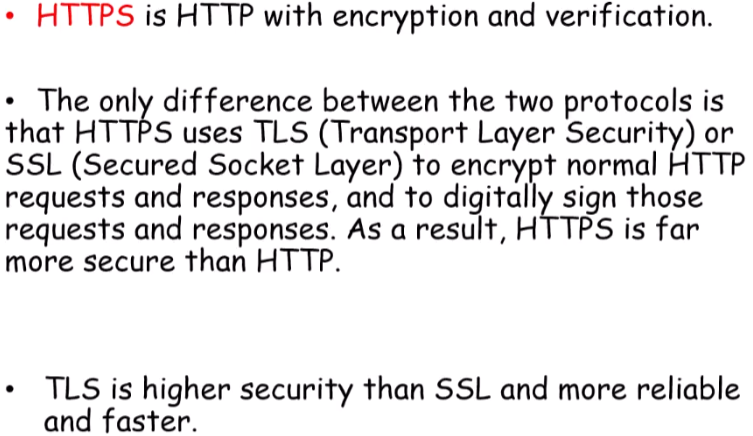 • HTTPS is HTTP with encryption and verification.
• The only difference between the two protocols is
that HTTPS uses TLS (Transport Layer Security) or
SSL (Secured Socket Layer) to encrypt normal HTTP
requests and responses, and to digitally sign those
requests and responses. As a result, HTTPS is far
more secure than HTTP.
• TLS is higher security than SSL and more reliable
and faster.